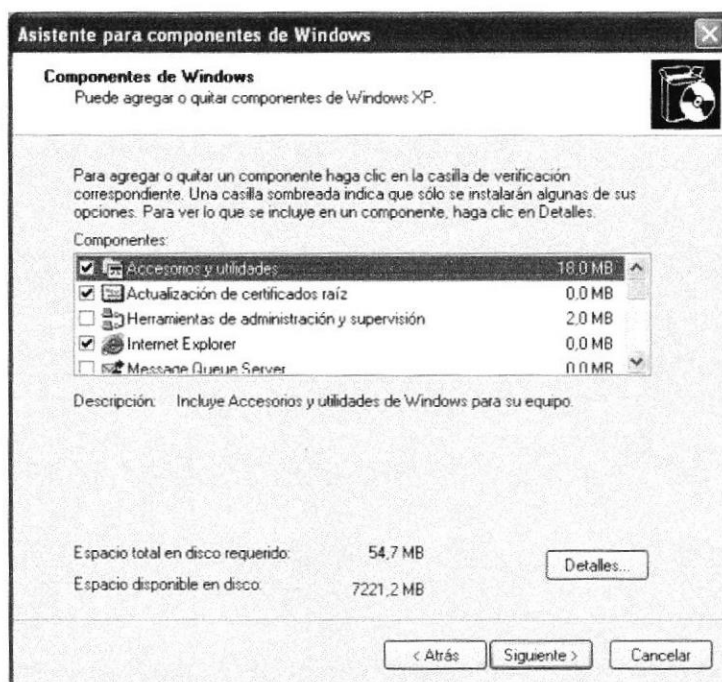 Asistente para componentes de Windows
Componentes de Windows
Puede agregar o quitar componentes de Windows XP.
Para agregar o quitar un componente haga clic en la casilla de verificación
correspondiente. Una casilla sombreada indica que sólo se instalarán algunas de sus
opciones. Para ver lo que se incluye en un componente, haga clic en Detalles.
Componentes:
Accesorios y utilidades 18,0 MB
Actualización de certificados raíz 0,0 MB
Herramientas de administración y supervisión 2,0 MB
Internet Explorer 0,0 MB
Message Queue Server 0,0 MB
Descripción: Incluye Accesorios y utilidades de Windows para su equipo.
Espacio total en disco requerido: 54,7 MB
Espacio disponible en disco: 7221,2 MB
Detalles...
< Atrás Siguiente > Cancelar